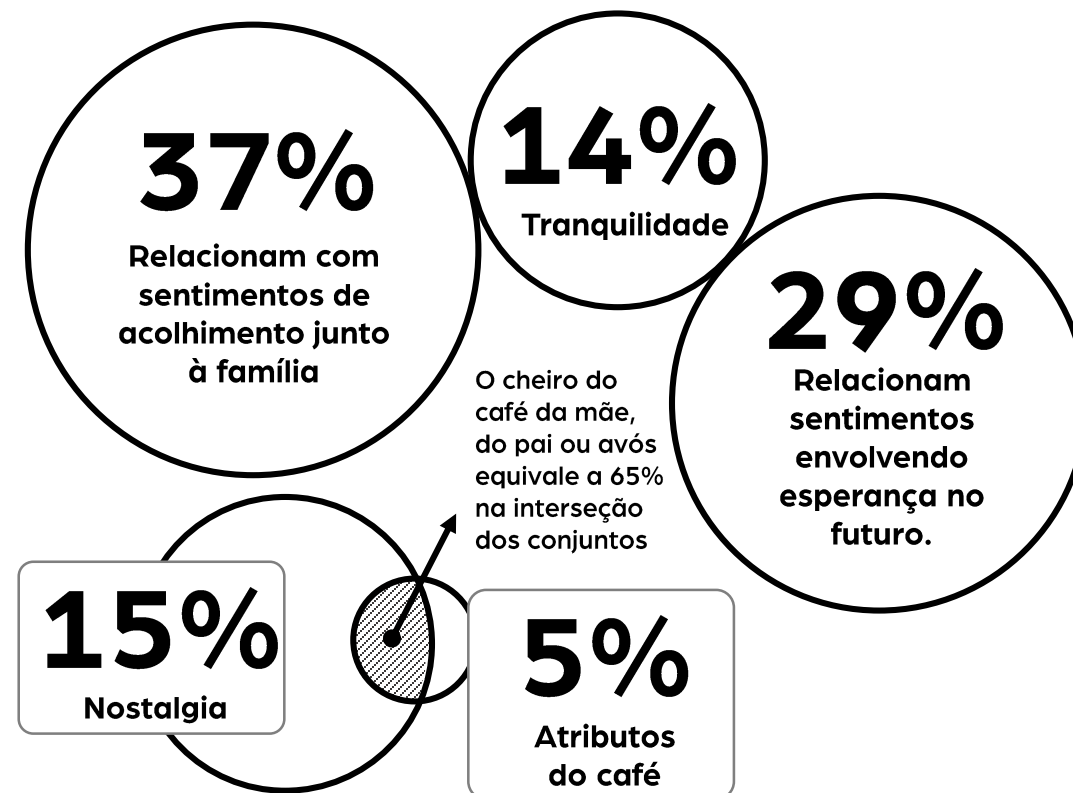 37%
Relacionam com
sentimentos de
acolhimento junto
à família
14%
Tranquilidade
29%
Relacionam
sentimentos
envolvendo
esperança no
futuro.
O cheiro do
café da mãe,
do pai ou avós
equivale a 65%
na interseção
dos conjuntos
15%
Nostalgia
5%
Atributos
do café